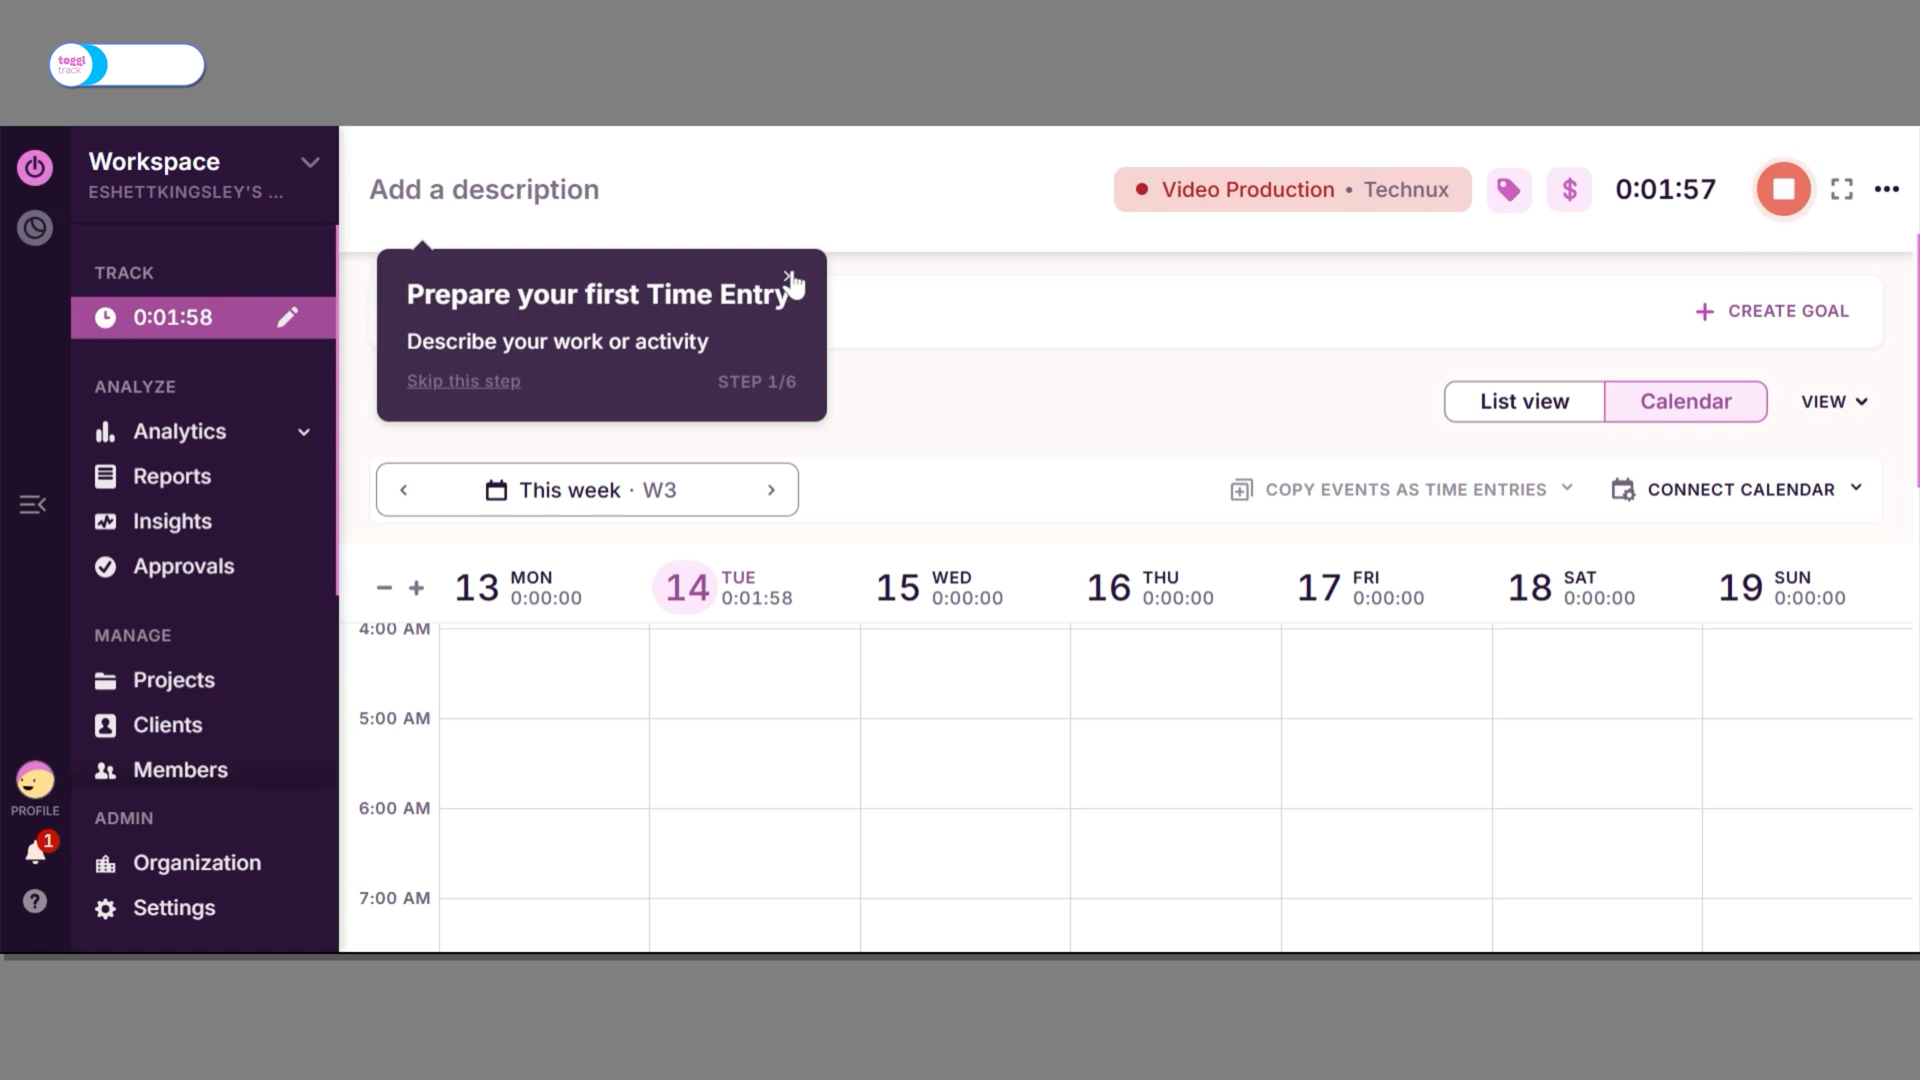 toggl
track
Workspace
ESHETTKINGSLEY'S ...
TRACK
0:01:58
ANALYZE
Analytics
Reports
Insights
Approvals
MANAGE
Projects
Clients
Members
ADMIN
Organization
Settings
PROFILE
1
?
Add a description
Video Production • Technux
$
0:01:57
Prepare your first Time Entry
Describe your work or activity
Skip this step
STEP 1/6
+ CREATE GOAL
List view
Calendar
VIEW
This week · W3
COPY EVENTS AS TIME ENTRIES
CONNECT CALENDAR
13 MON 0:00:00
14 TUE 0:01:58
15 WED 0:00:00
16 THU 0:00:00
17 FRI 0:00:00
18 SAT 0:00:00
19 SUN 0:00:00
4:00 AM
5:00 AM
6:00 AM
7:00 AM